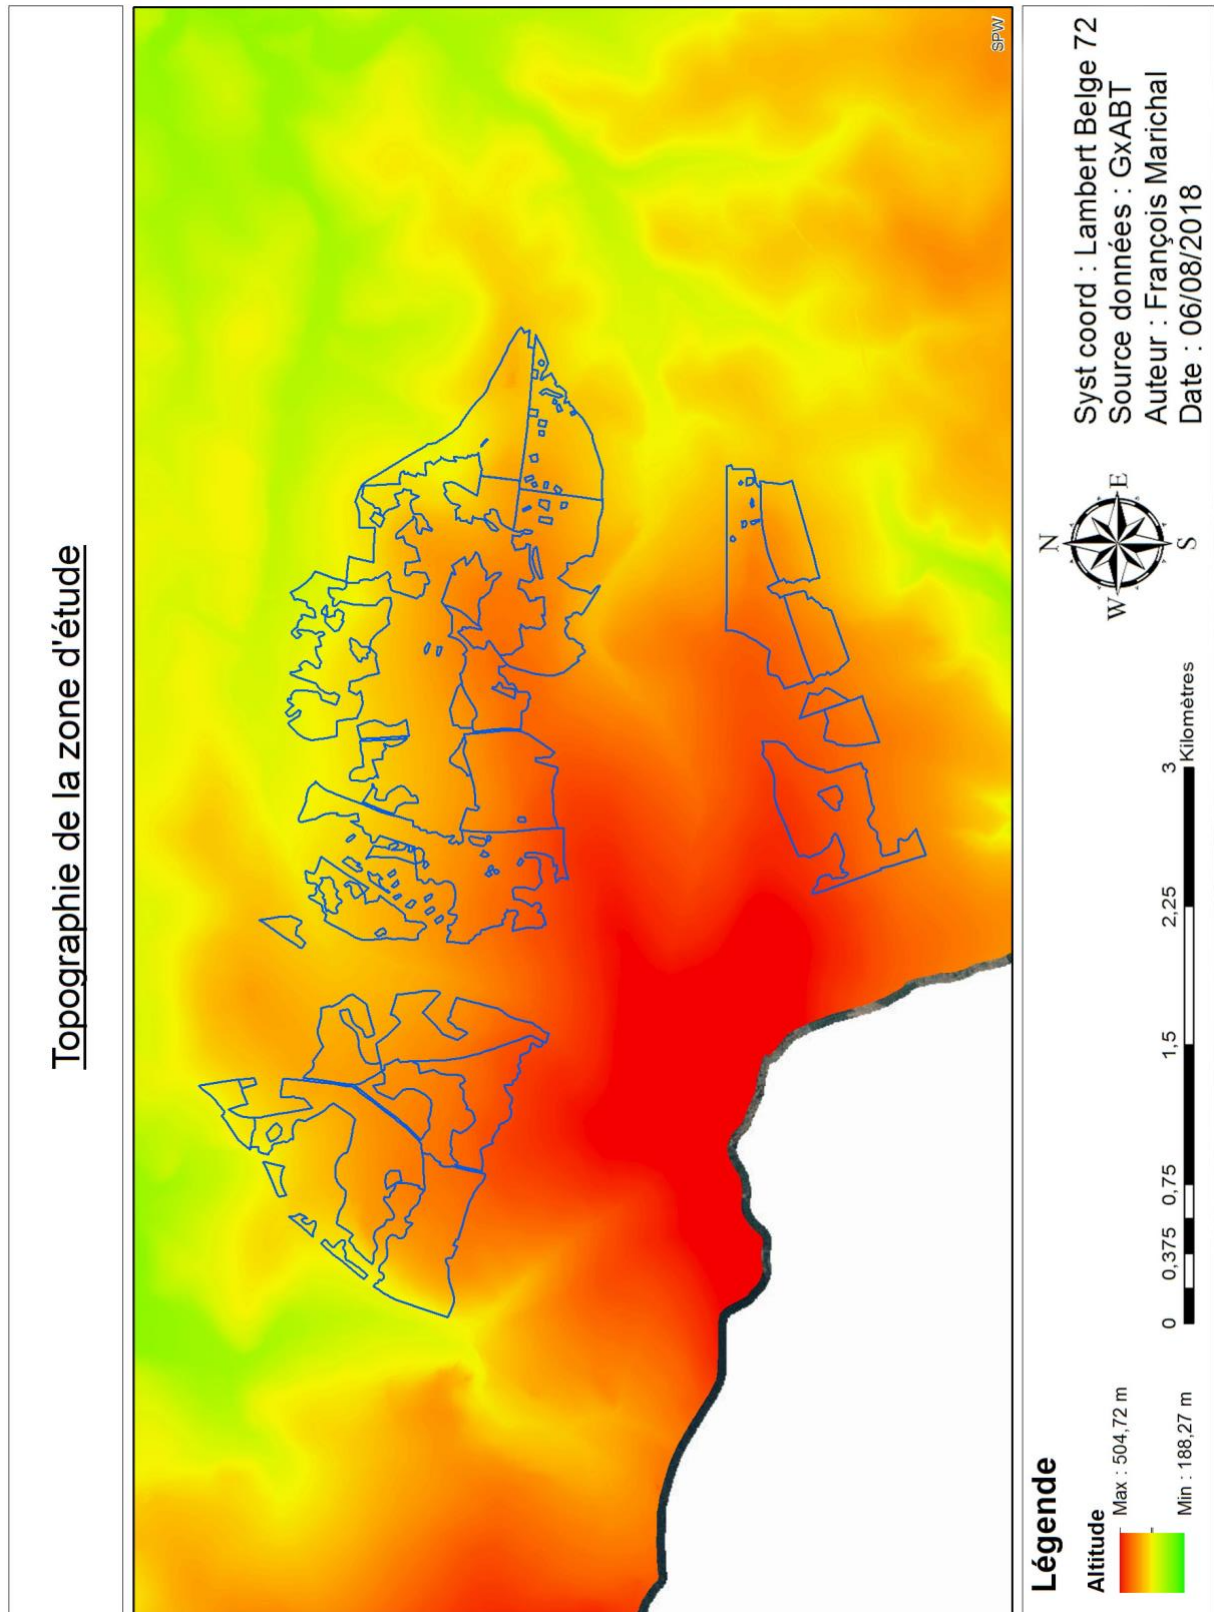 Topographie de la zone d'étude
SPW
Légende
Altitude
Max : 504,72 m
Min : 188,27 m
0 0,375 0,75 1,5 2,25 3
Kilomètres
N
W E
S
Syst coord : Lambert Belge 72
Source données : GxABT
Auteur : François Marichal
Date : 06/08/2018